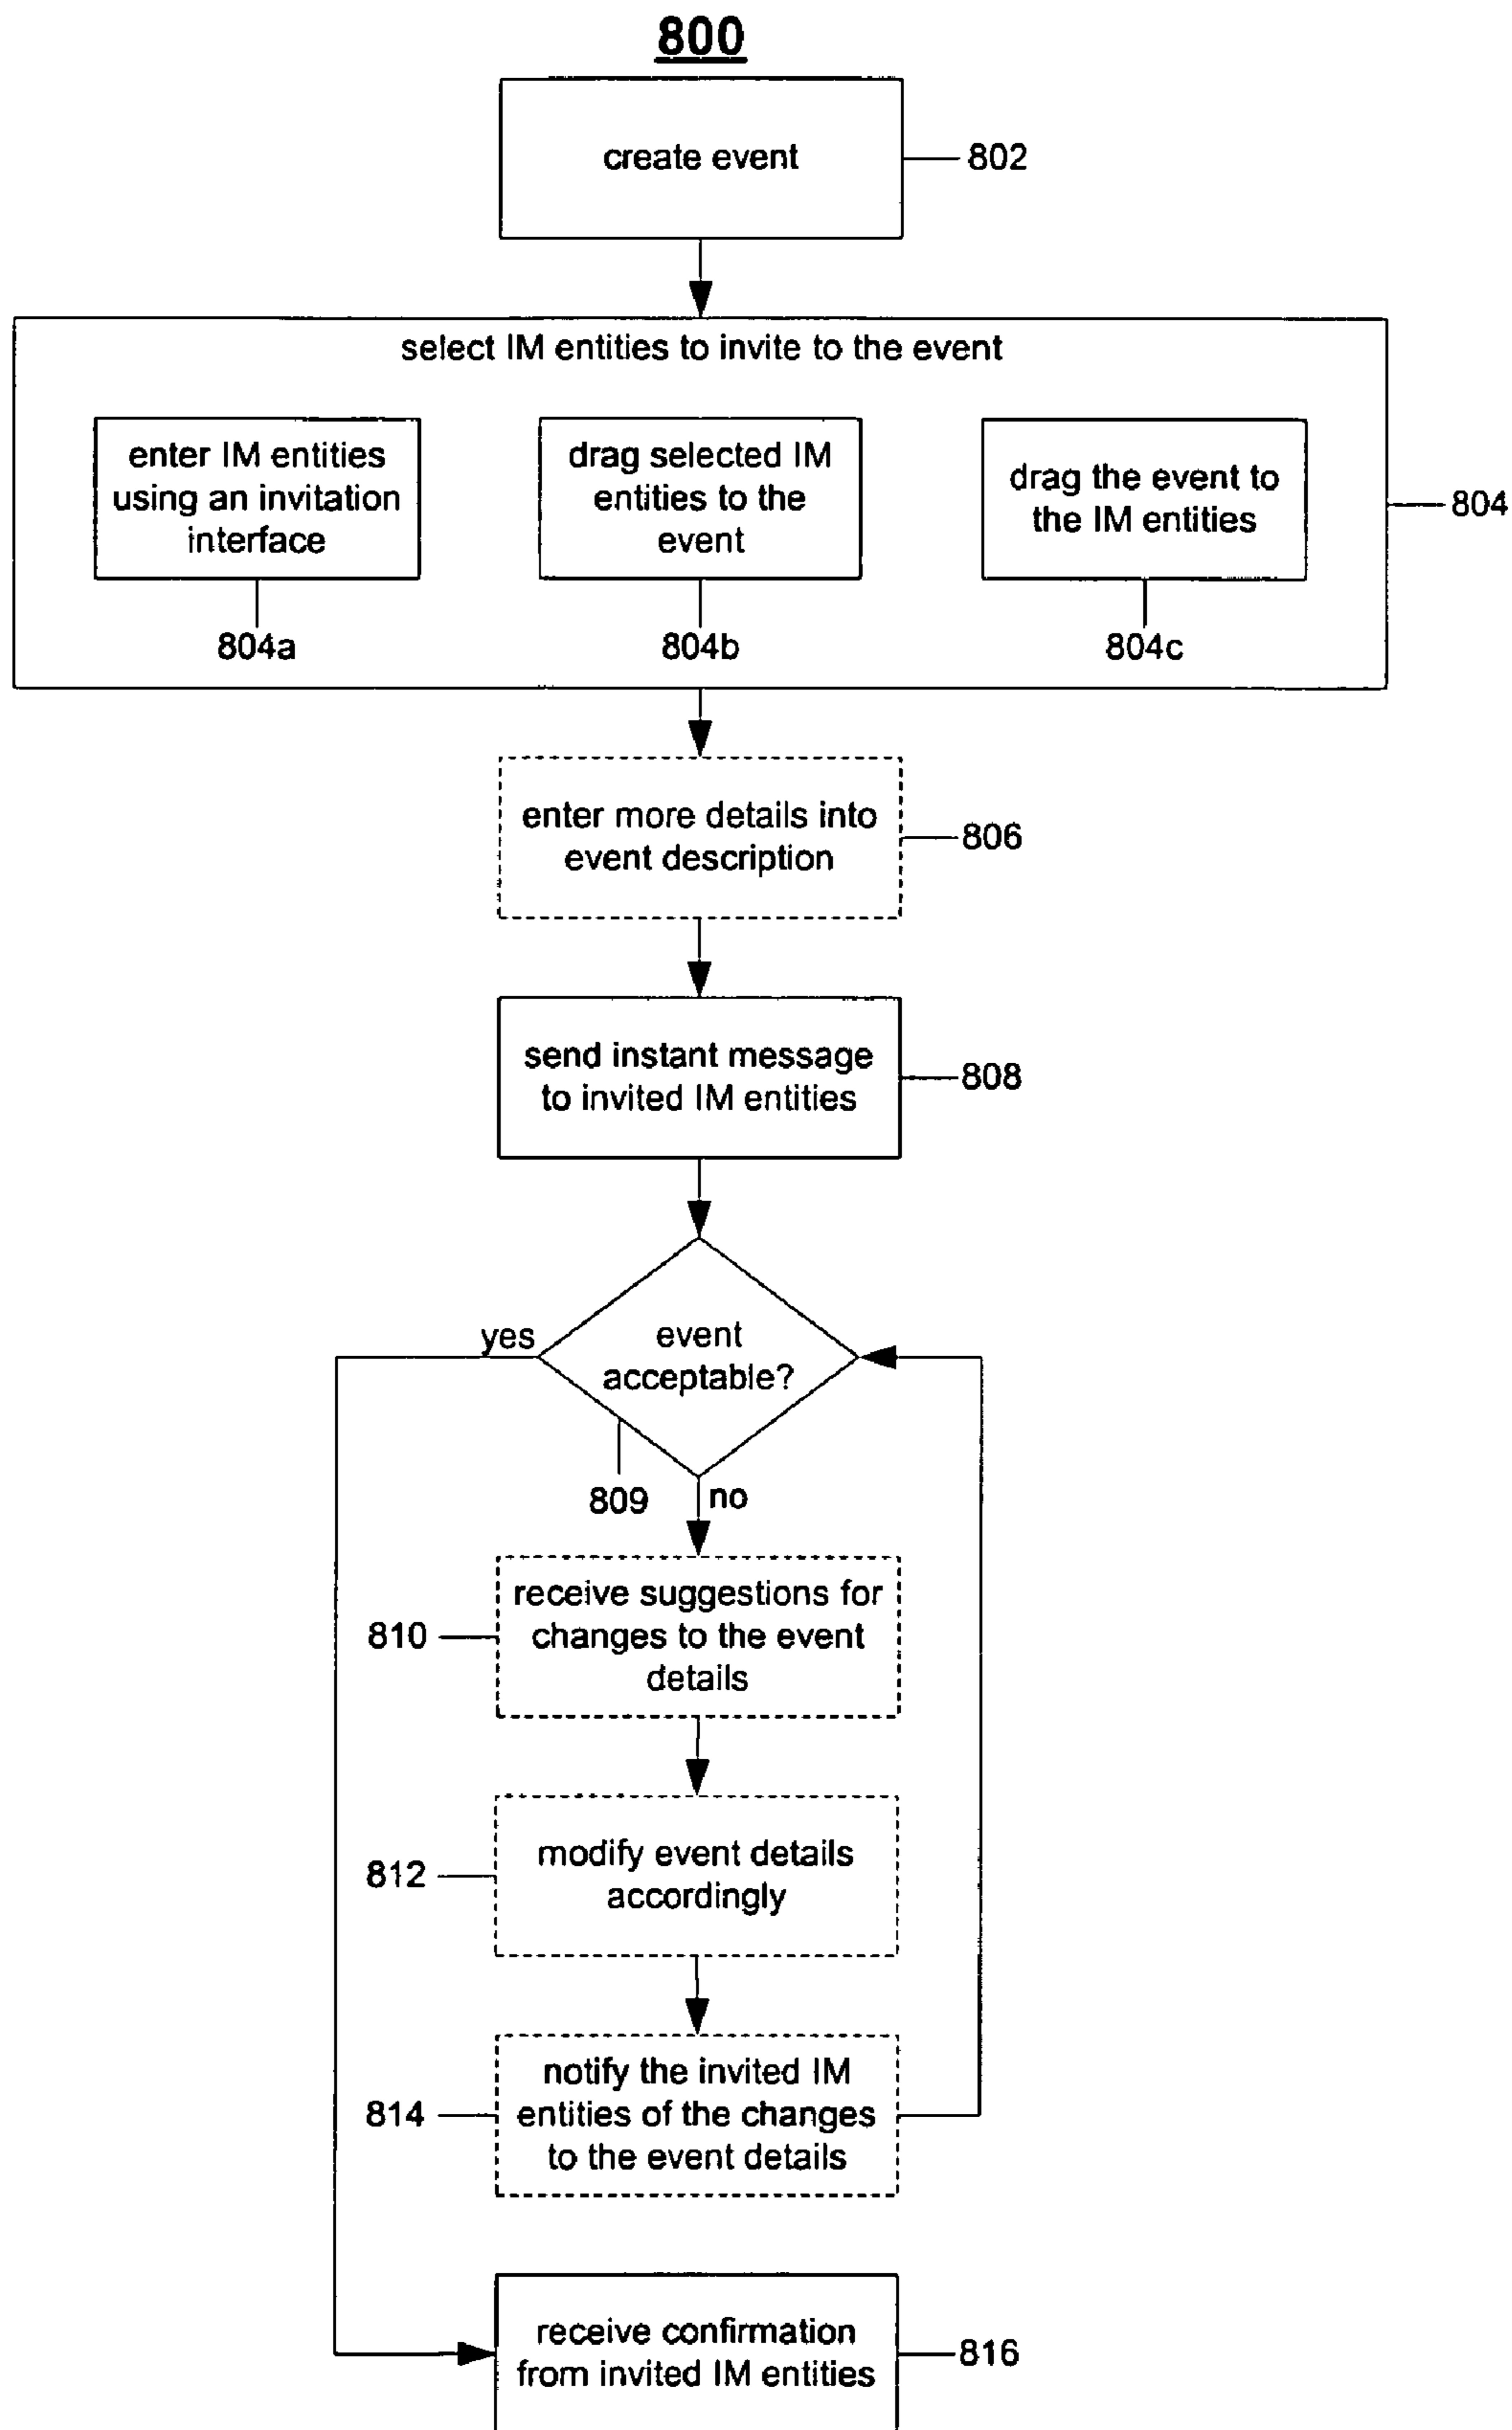 800
create event
802
select IM entities to invite to the event
enter IM entities
using an invitation
interface
drag selected IM
entities to the
event
drag the event to
the IM entities
804
804a
804b
804c
enter more details into
event description
806
send instant message
to invited IM entities
808
yes
event
acceptable?
809
no
receive suggestions for
changes to the event
details
810
modify event details
accordingly
812
notify the invited IM
entities of the changes
to the event details
814
receive confirmation
from invited IM entities
816